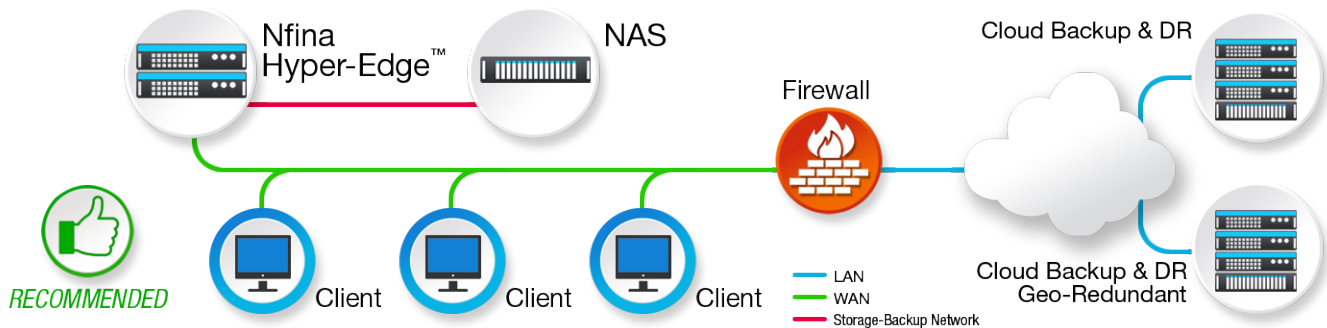 Nfina
Hyper-Edge™
NAS
Cloud Backup & DR
Firewall
RECOMMENDED
Client
Client
Client
LAN
WAN
Storage-Backup Network
Cloud Backup & DR
Geo-Redundant